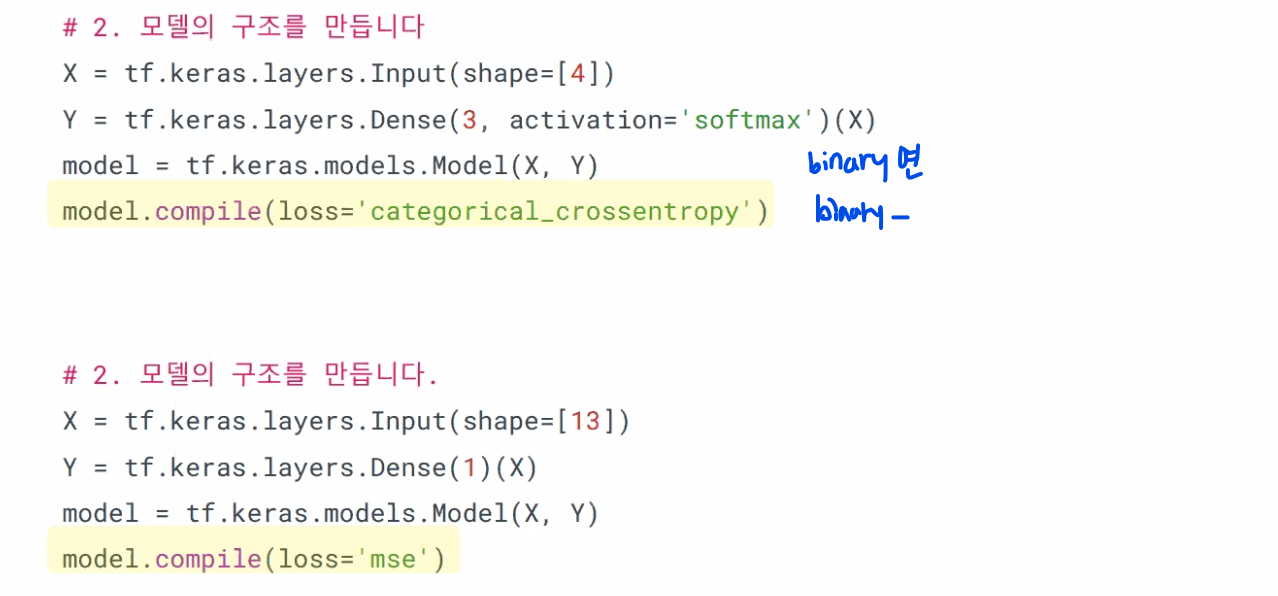 # 2. 모델의 구조를 만듭니다
X = tf.keras.layers.Input(shape=[4])
Y = tf.keras.layers.Dense(3, activation='softmax')(X)
model = tf.keras.models.Model(X, Y)
binary 면
model.compile(loss='categorical_crossentropy')
binary _
# 2. 모델의 구조를 만듭니다.
X = tf.keras.layers.Input(shape=[13])
Y = tf.keras.layers.Dense(1)(X)
model = tf.keras.models.Model(X, Y)
model.compile(loss='mse')